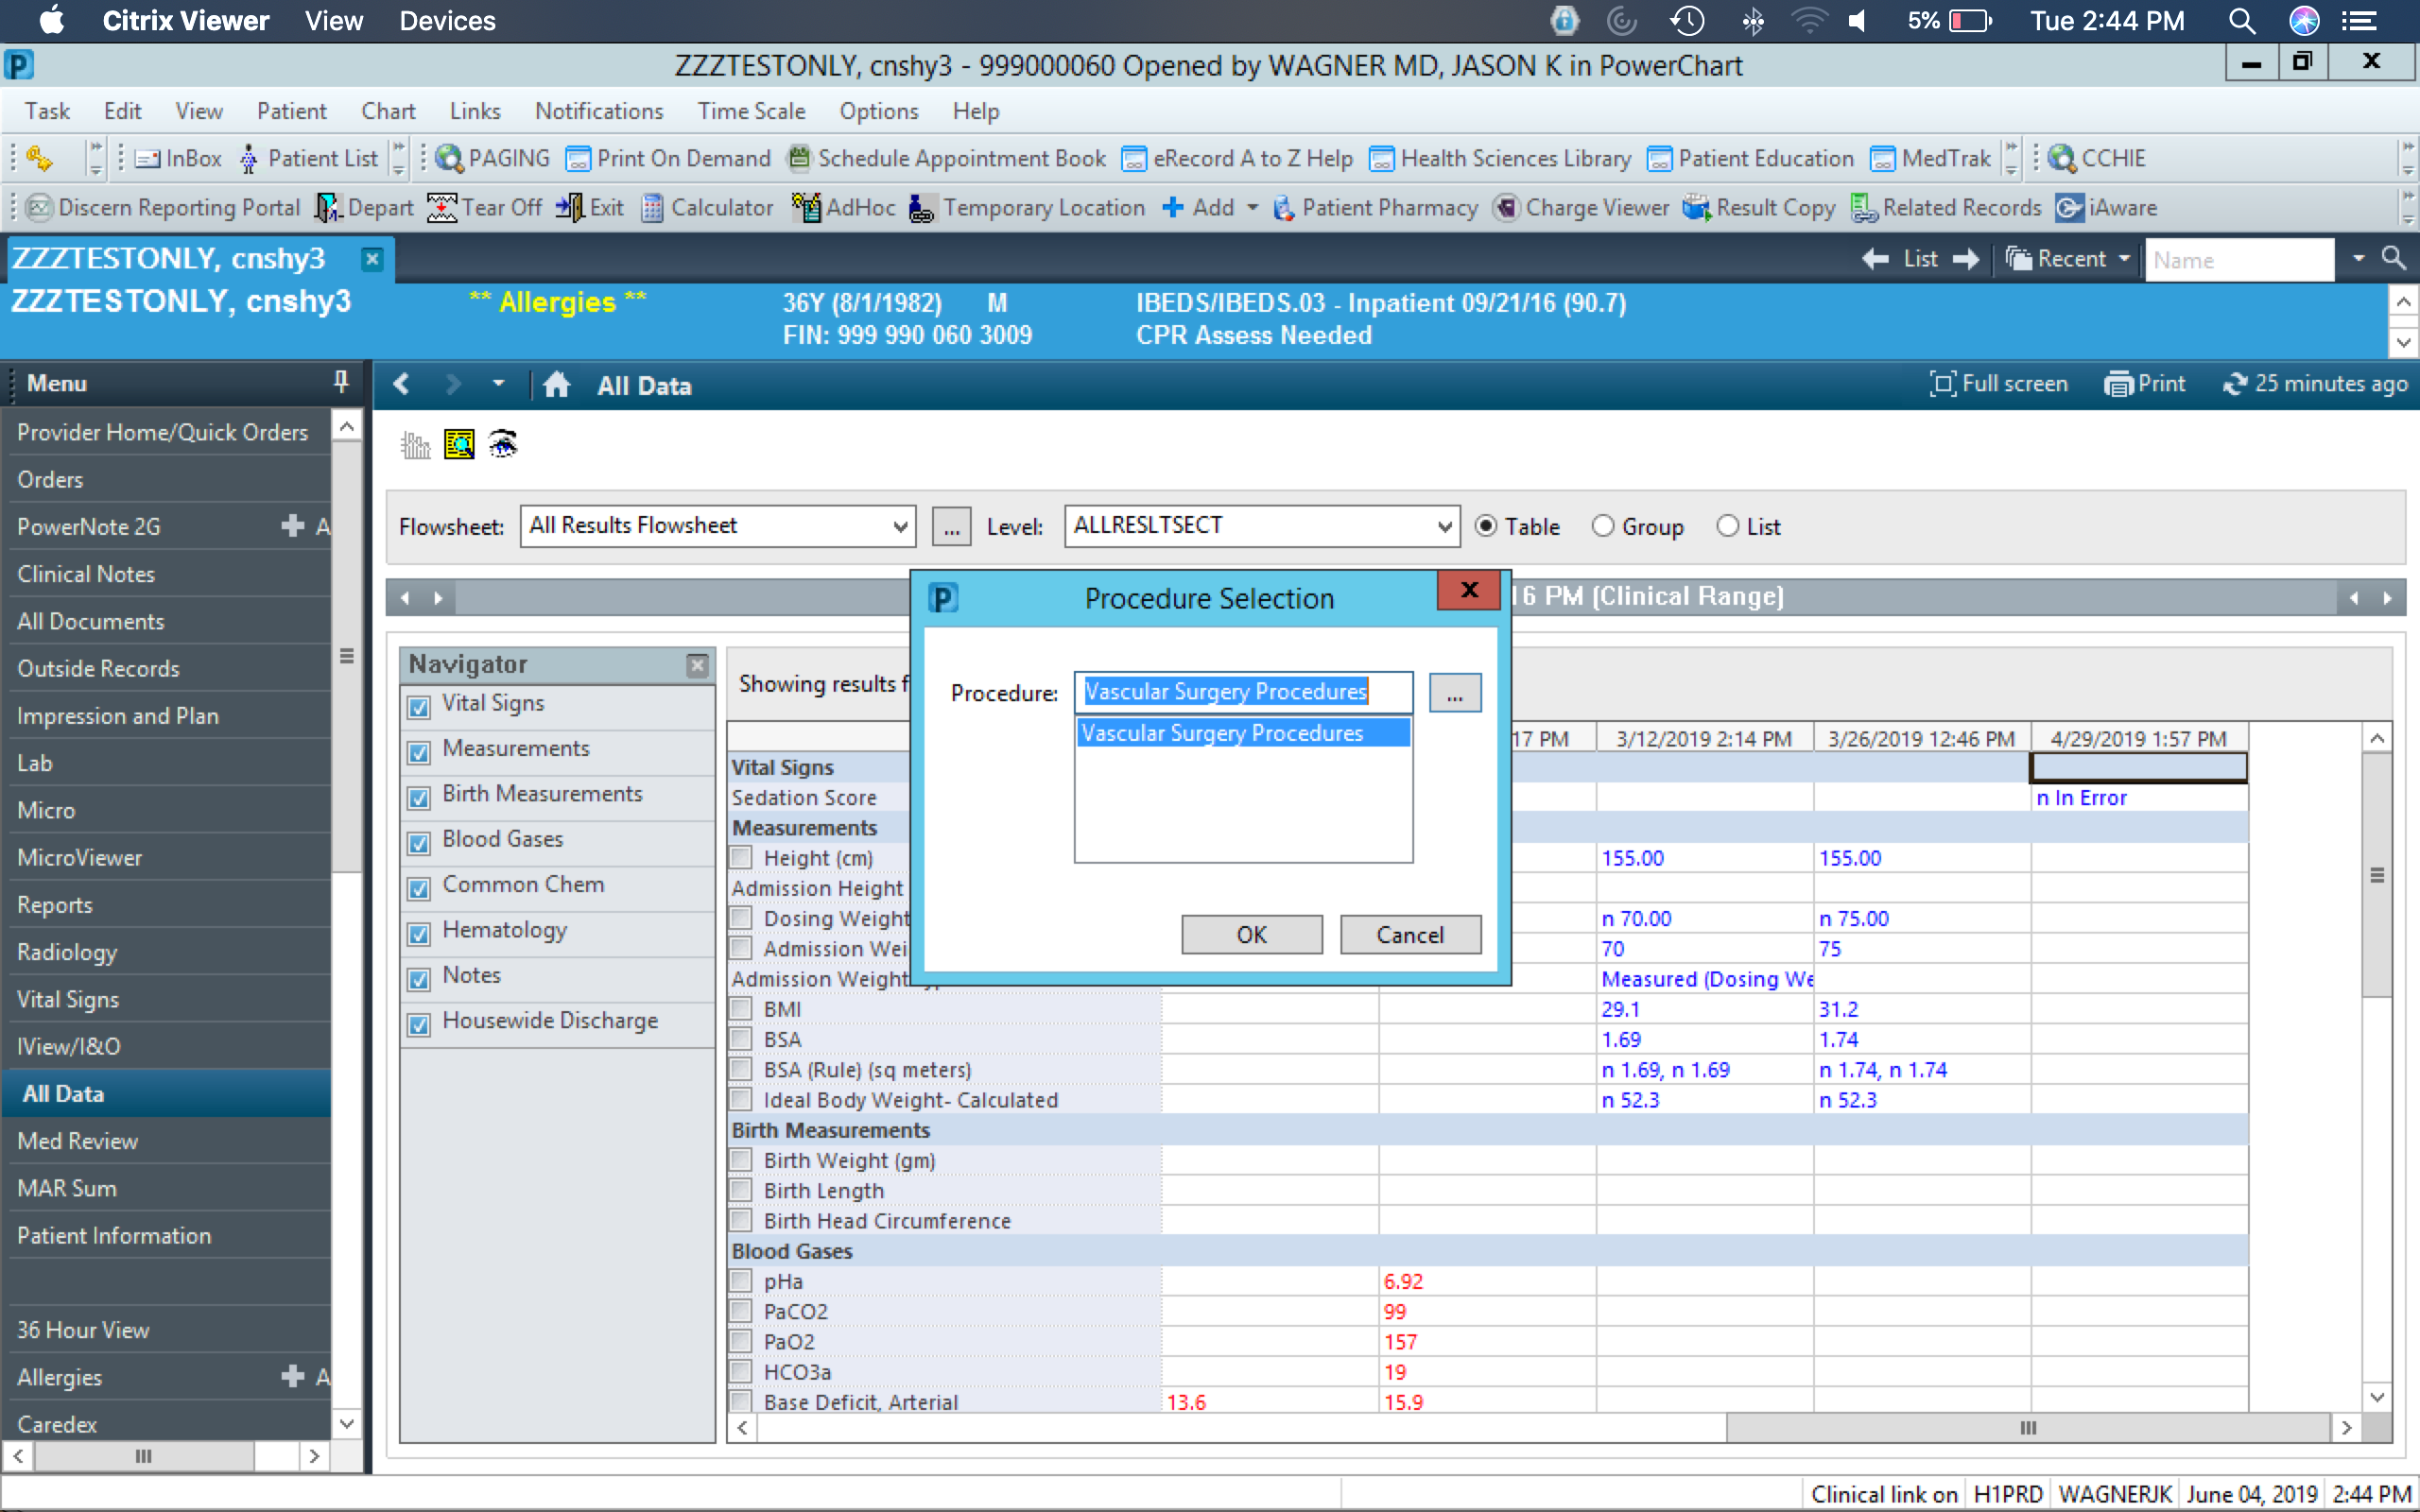 Citrix Viewer View Devices 5% Tue 2:44 PM
ZZZTESTONLY, cnshy3 - 999000060 Opened by WAGNER MD, JASON K in PowerChart
Task Edit View Patient Chart Links Notifications Time Scale Options Help
InBox Patient List PAGING Print On Demand Schedule Appointment Book eRecord A to Z Help Health Sciences Library Patient Education MedTrak CCHIE
Discern Reporting Portal Depart Tear Off Exit Calculator AdHoc Temporary Location Add Patient Pharmacy Charge Viewer Result Copy Related Records iAware
ZZZTESTONLY, cnshy3 List Recent Name
ZZZTESTONLY, cnshy3 ** Allergies ** 36Y (8/1/1982) M IBEDS/IBEDS.03 - Inpatient 09/21/16 (90.7)
FIN: 999 990 060 3009 CPR Assess Needed
Menu All Data Full screen Print 25 minutes ago
Provider Home/Quick Orders
Orders
PowerNote 2G A
Clinical Notes
All Documents
Outside Records
Impression and Plan
Lab
Micro
MicroViewer
Reports
Radiology
Vital Signs
IView/I&O
All Data
Med Review
MAR Sum
Patient Information
36 Hour View
Allergies A
Caredex
Flowsheet: All Results Flowsheet ... Level: ALLRESLTSECT Table Group List
16 PM (Clinical Range)
Procedure Selection
Procedure: Vascular Surgery Procedures ...
Vascular Surgery Procedures
OK Cancel
Navigator
Vital Signs
Measurements
Birth Measurements
Blood Gases
Common Chem
Hematology
Notes
Housewide Discharge
Showing results f
17 PM 3/12/2019 2:14 PM 3/26/2019 12:46 PM 4/29/2019 1:57 PM
Vital Signs
Sedation Score n In Error
Measurements
Height (cm) 155.00 155.00
Admission Height
Dosing Weight n 70.00 n 75.00
Admission Wei 70 75
Admission Weight Measured (Dosing We
BMI 29.1 31.2
BSA 1.69 1.74
BSA (Rule) (sq meters) n 1.69, n 1.69 n 1.74, n 1.74
Ideal Body Weight- Calculated n 52.3 n 52.3
Birth Measurements
Birth Weight (gm)
Birth Length
Birth Head Circumference
Blood Gases
pHa 6.92
PaCO2 99
PaO2 157
HCO3a 19
Base Deficit, Arterial 13.6 15.9
Clinical link on H1PRD WAGNERJK June 04, 2019 2:44 PM